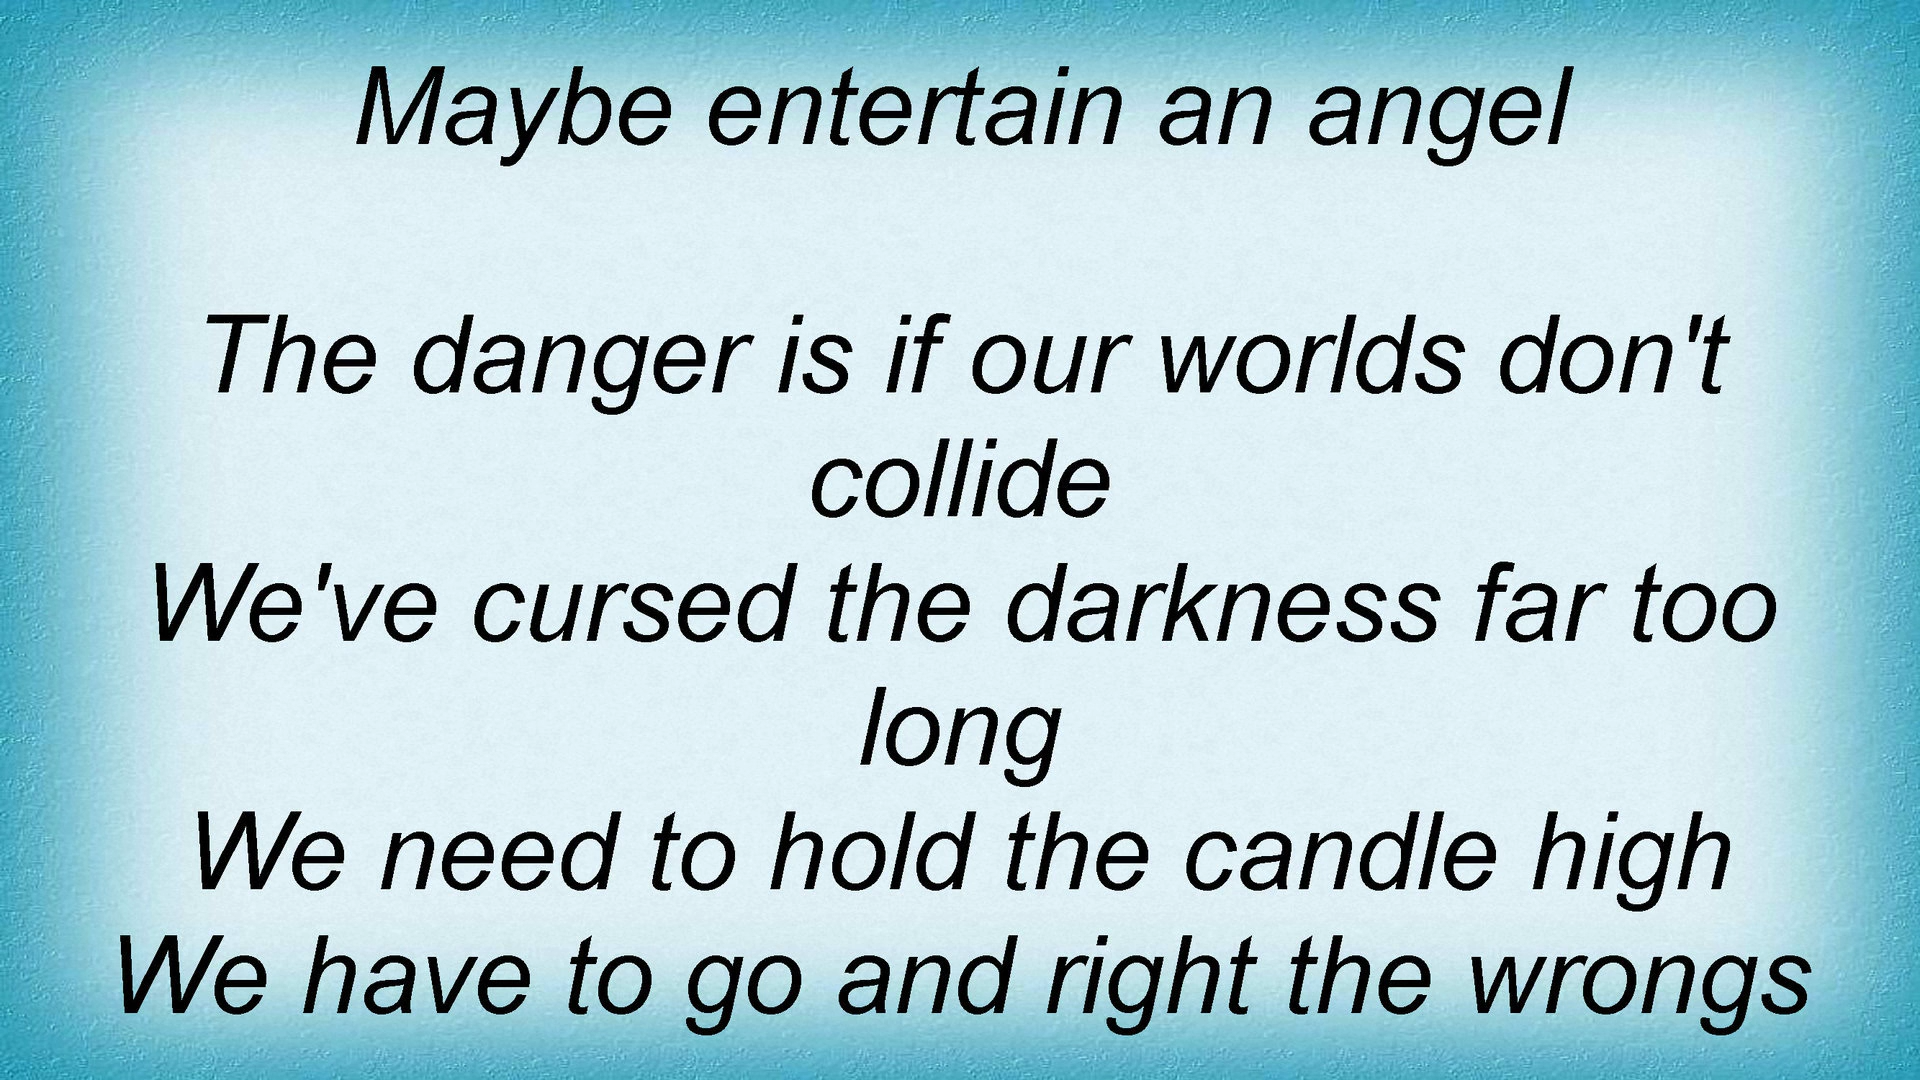 Maybe entertain an angel
The danger is if our worlds don't
collide
We've cursed the darkness far too
long
We need to hold the candle high
We have to go and right the wrongs